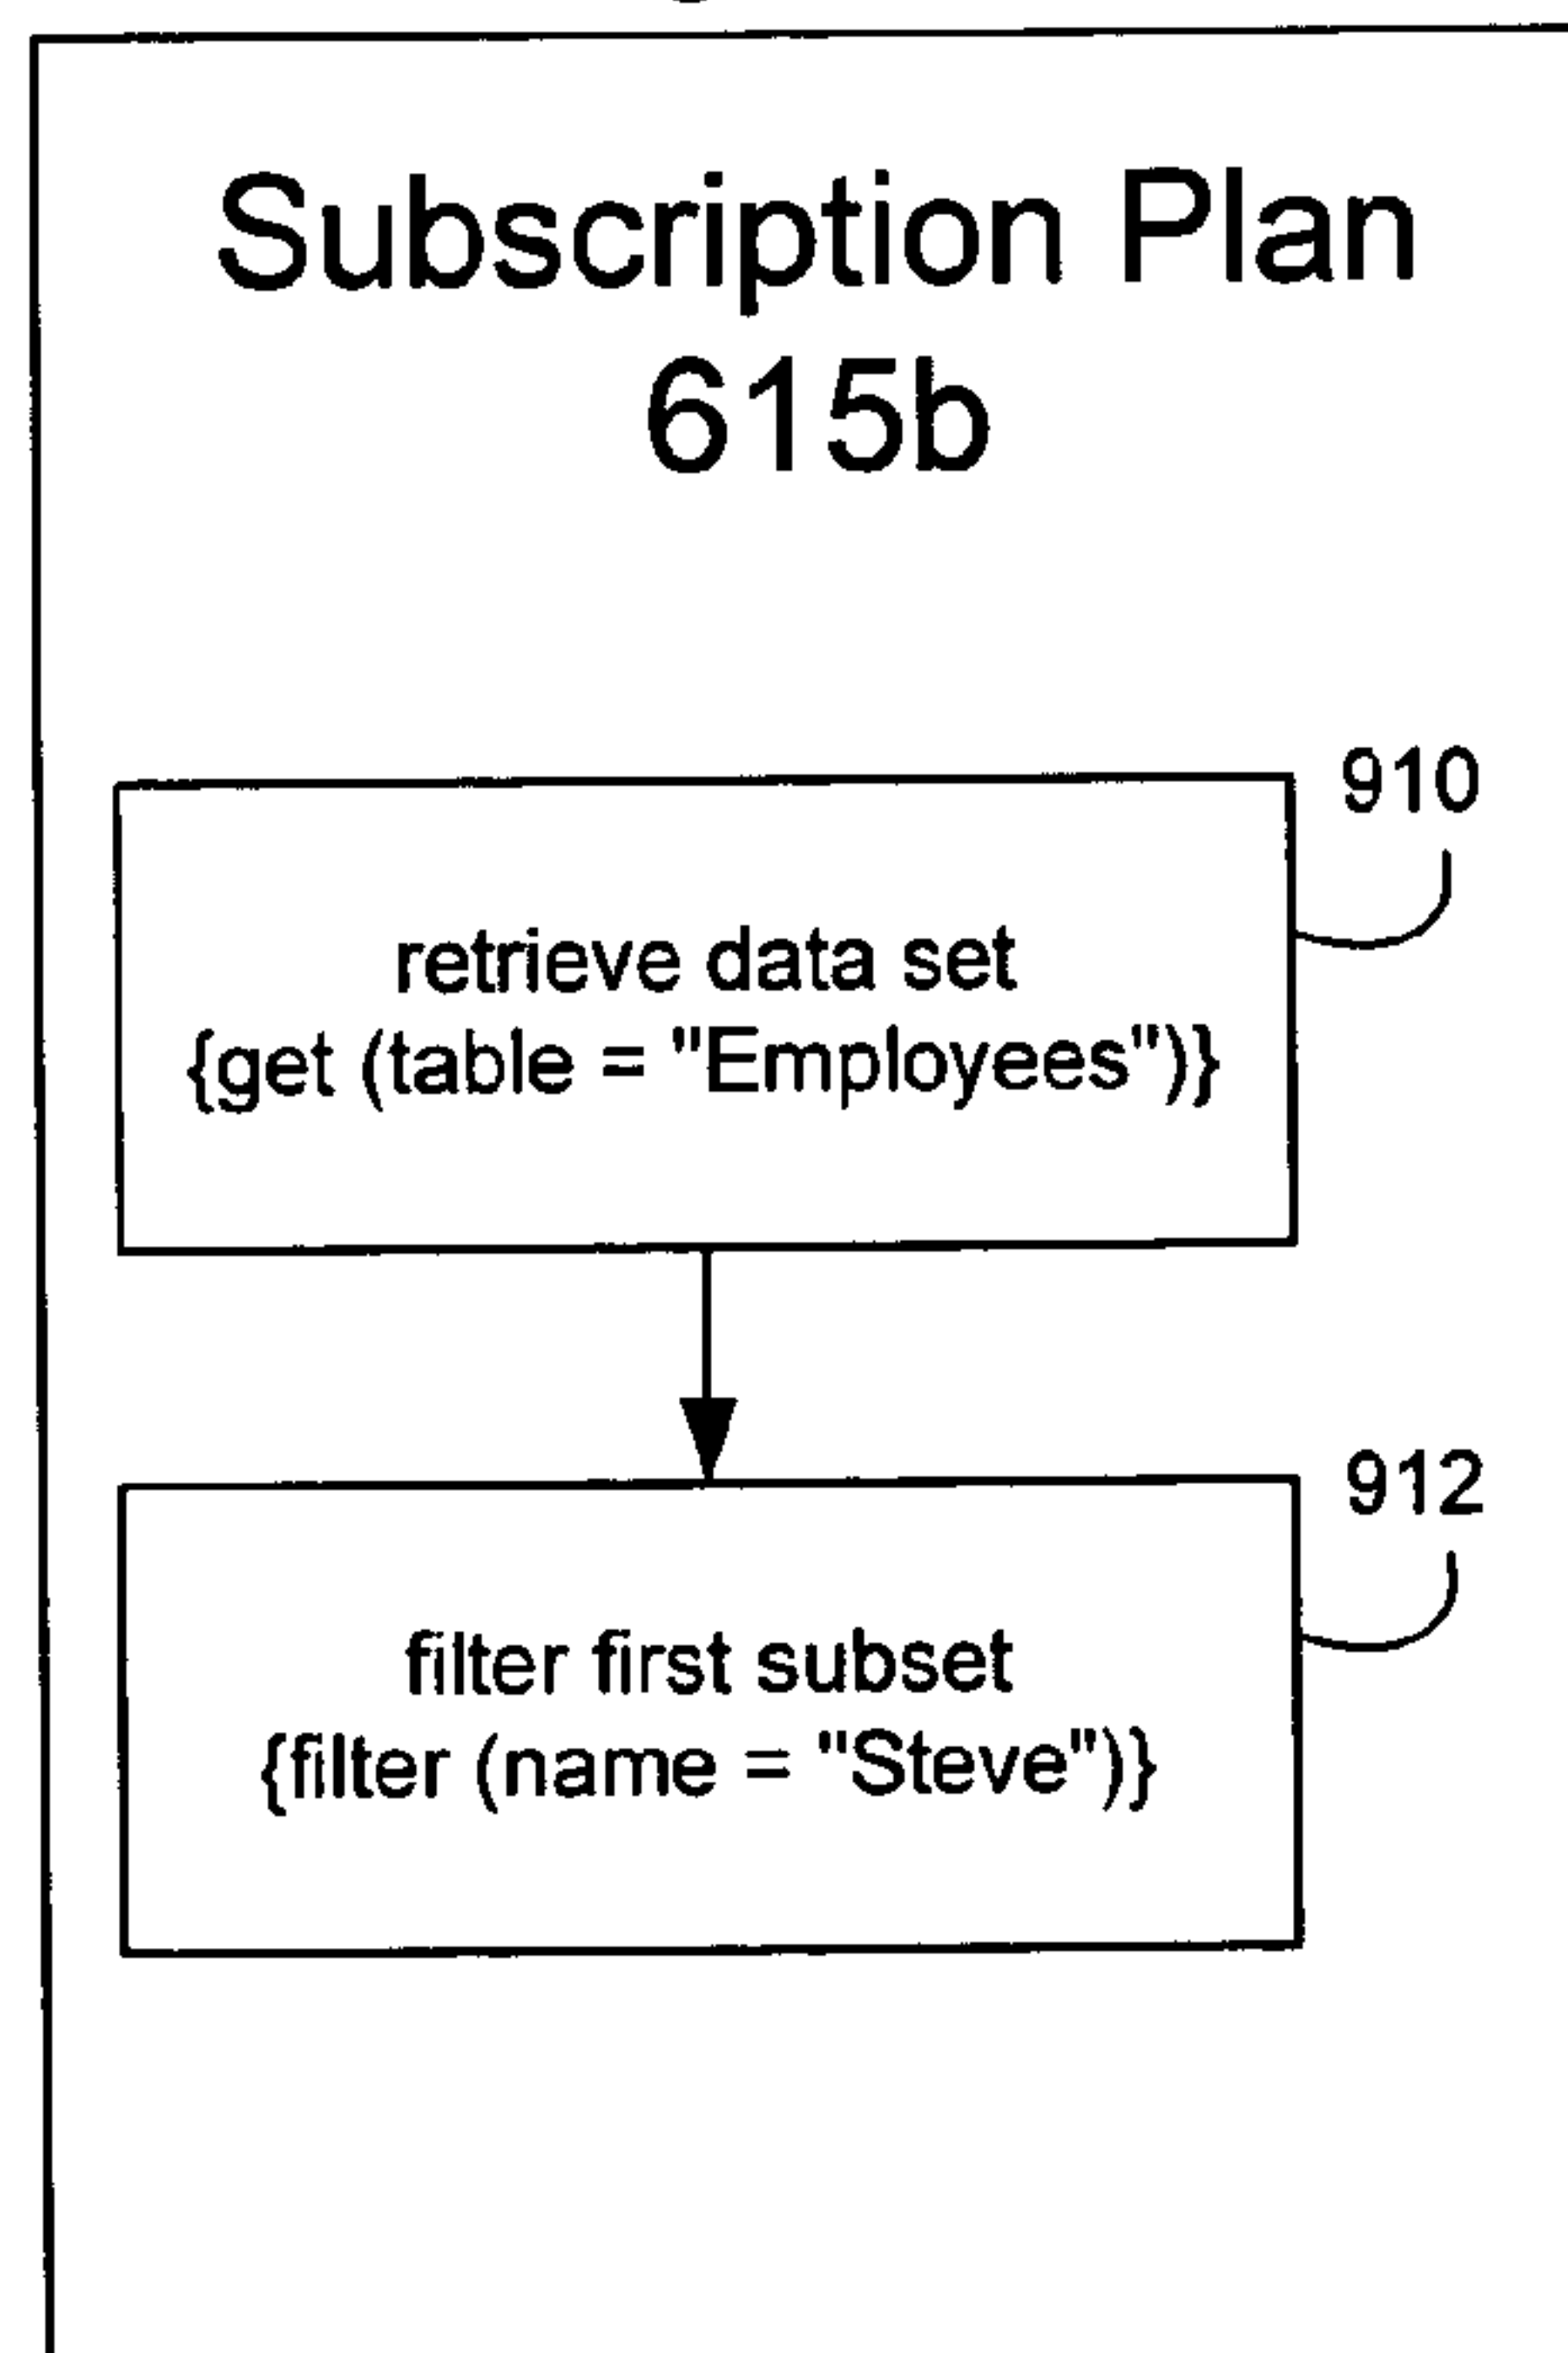 Subscription Plan
615b
910
retrieve data set
{get (table = "Employees")}
912
filter first subset
{filter (name = "Steve")}